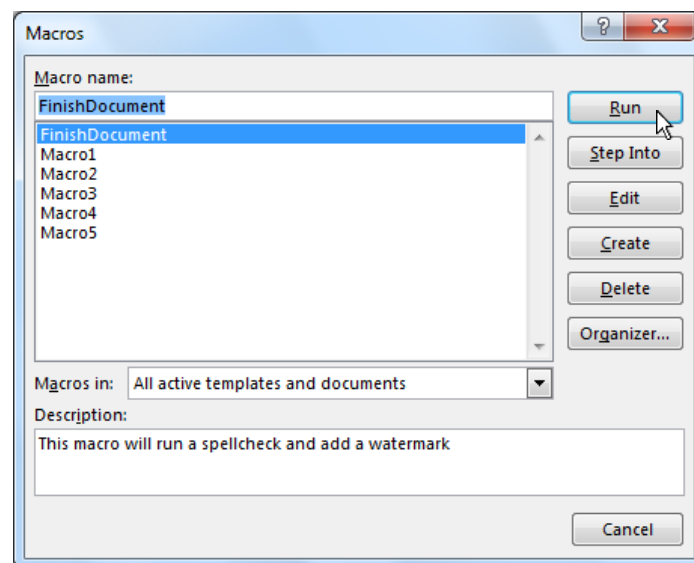 Macros
Macro name:
FinishDocument
Run
FinishDocument
Macro1
Macro2
Macro3
Macro4
Macro5
Step Into
Edit
Create
Delete
Organizer...
Macros in: All active templates and documents
Description:
This macro will run a spellcheck and add a watermark
Cancel